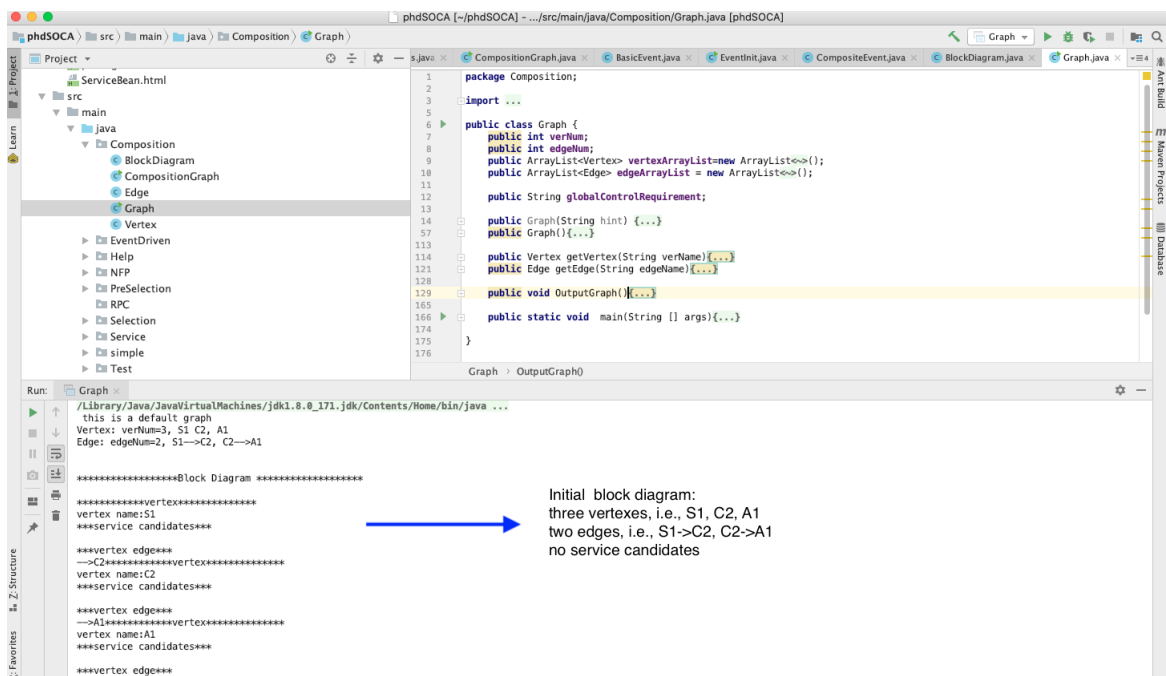 phdSOCA [~/phdSOCA] - .../src/main/java/Composition/Graph.java [phdSOCA]
phdSOCA src main java Composition Graph
Graph
Project
s.java CompositionGraph.java BasicEvent.java EventInit.java CompositeEvent.java BlockDiagram.java Graph.java 4
1: Project
Learn
Z: Structure
Favorites
Ant Build
Maven Projects
Database
ServiceBean.html
src
main
java
Composition
BlockDiagram
CompositionGraph
Edge
Graph
Vertex
EventDriven
Help
NFP
PreSelection
RPC
Selection
Service
simple
Test
1 package Composition;
2
3 import ...
5
6 public class Graph {
7 public int verNum;
8 public int edgeNum;
9 public ArrayList<Vertex> vertexArrayList=new ArrayList<~>();
10 public ArrayList<Edge> edgeArrayList = new ArrayList<~>();
11
12 public String globalControlRequirement;
13
14 public Graph(String hint) {...}
57 public Graph(){...}
113
114 public Vertex getVertex(String verName){...}
121 public Edge getEdge(String edgeName){...}
128
129 public void OutputGraph(){...}
165
166 public static void main(String [] args){...}
174
175 }
176
Graph › OutputGraph()
Run: Graph
/Library/Java/JavaVirtualMachines/jdk1.8.0_171.jdk/Contents/Home/bin/java ...
this is a default graph
Vertex: verNum=3, S1 C2, A1
Edge: edgeNum=2, S1-->C2, C2-->A1
******************Block Diagram *******************
************vertex**************
vertex name:S1
***service candidates***
***vertex edge***
-->C2************vertex**************
vertex name:C2
***service candidates***
***vertex edge***
-->A1************vertex**************
vertex name:A1
***service candidates***
***vertex edge***
Initial block diagram:
three vertexes, i.e., S1, C2, A1
two edges, i.e., S1->C2, C2->A1
no service candidates